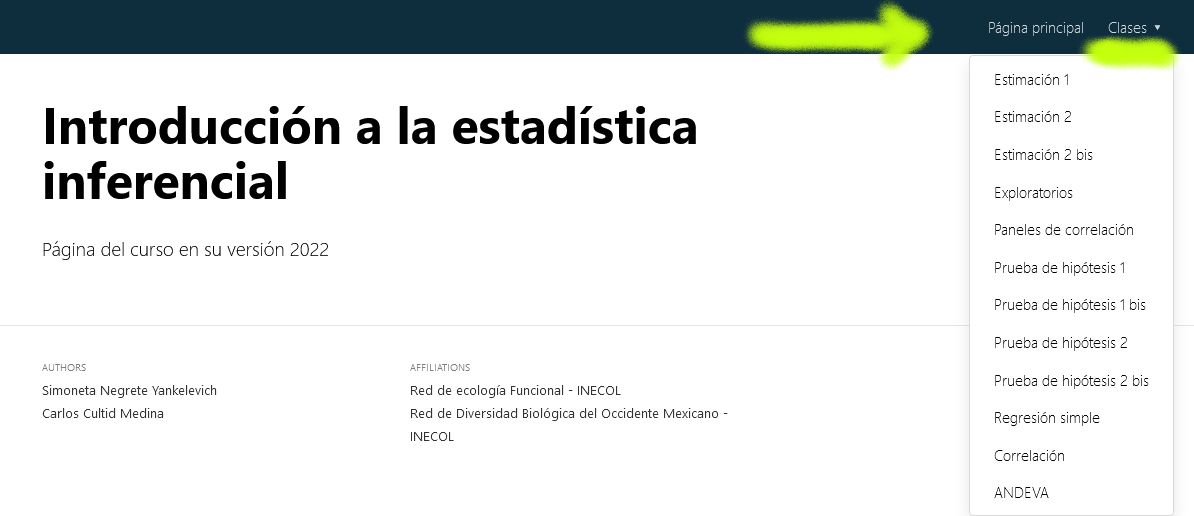 Página principal
Clases ▾
Estimación 1
Estimación 2
Estimación 2 bis
Exploratorios
Paneles de correlación
Prueba de hipótesis 1
Prueba de hipótesis 1 bis
Prueba de hipótesis 2
Prueba de hipótesis 2 bis
Regresión simple
Correlación
ANDEVA
Introducción a la estadística
inferencial
Página del curso en su versión 2022
AUTHORS
Simoneta Negrete Yankelevich
Carlos Cultid Medina
AFFILIATIONS
Red de ecología Funcional - INECOL
Red de Diversidad Biológica del Occidente Mexicano -
INECOL